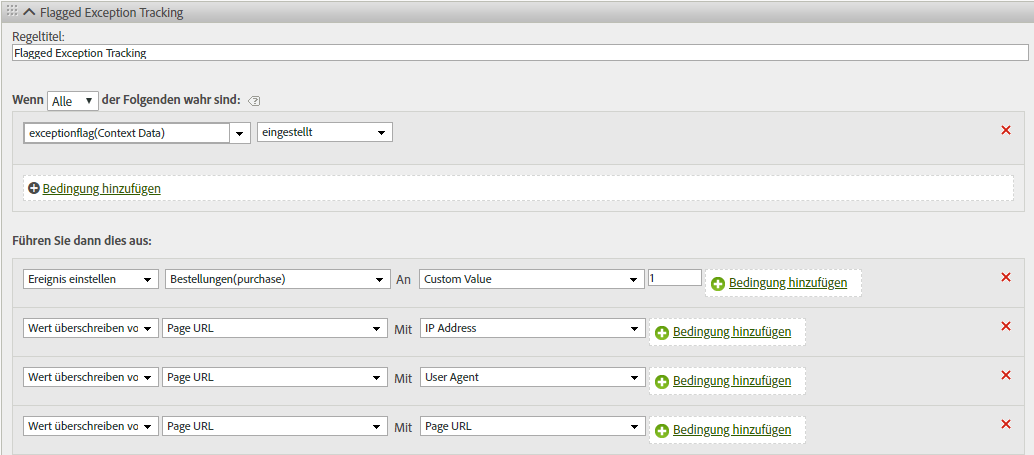 Flagged Exception Tracking
Regeltitel:
Flagged Exception Tracking
Wenn Alle der Folgenden wahr sind:
exceptionflag(Context Data) eingestellt
Bedingung hinzufügen
Führen Sie dann dies aus:
Ereignis einstellen Bestellungen(purchase) An Custom Value 1 Bedingung hinzufügen
Wert überschreiben vo Page URL Mit IP Address Bedingung hinzufügen
Wert überschreiben vo Page URL Mit User Agent Bedingung hinzufügen
Wert überschreiben vo Page URL Mit Page URL Bedingung hinzufügen